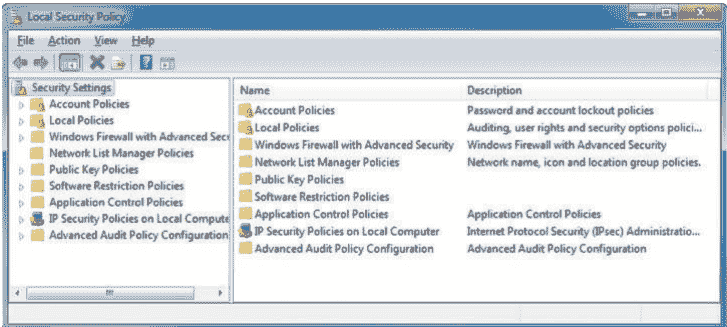 Local Security Policy
File Action View Help
Security Settings
Account Policies
Local Policies
Windows Firewall with Advanced Secu
Network List Manager Policies
Public Key Policies
Software Restriction Policies
Application Control Policies
IP Security Policies on Local Compute
Advanced Audit Policy Configuration
Name Description
Account Policies Password and account lockout policies
Local Policies Auditing, user rights and security options polici...
Windows Firewall with Advanced Security Windows Firewall with Advanced Security
Network List Manager Policies Network name, icon and location group policies.
Public Key Policies
Software Restriction Policies
Application Control Policies Application Control Policies
IP Security Policies on Local Computer Internet Protocol Security (IPsec) Administratio...
Advanced Audit Policy Configuration Advanced Audit Policy Configuration